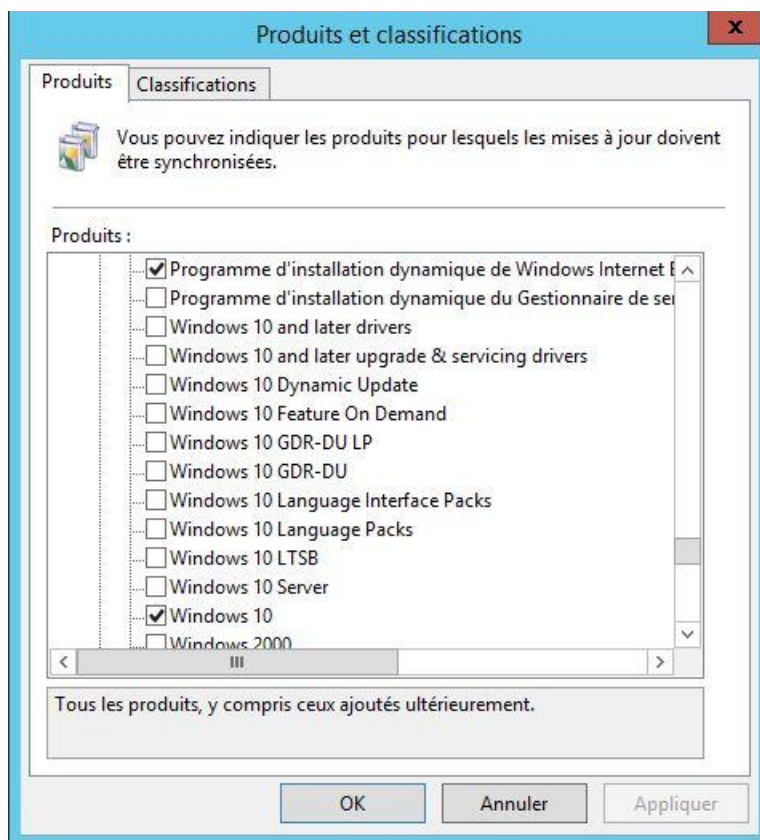 Produits et classifications
x
Produits
Classifications
Vous pouvez indiquer les produits pour lesquels les mises à jour doivent
être synchronisées.
Produits :
Programme d'installation dynamique de Windows Internet
Programme d'installation dynamique du Gestionnaire de
Windows 10 and later drivers
Windows 10 and later upgrade & servicing drivers
Windows 10 Dynamic Update
Windows 10 Feature On Demand
Windows 10 GDR-DU LP
Windows 10 GDR-DU
Windows 10 Language Interface Packs
Windows 10 Language Packs
Windows 10 LTSB
Windows 10 Server
Windows 10
Windows 2000
Tous les produits, y compris ceux ajoutés ultérieurement.
OK
Annuler
Appliquer